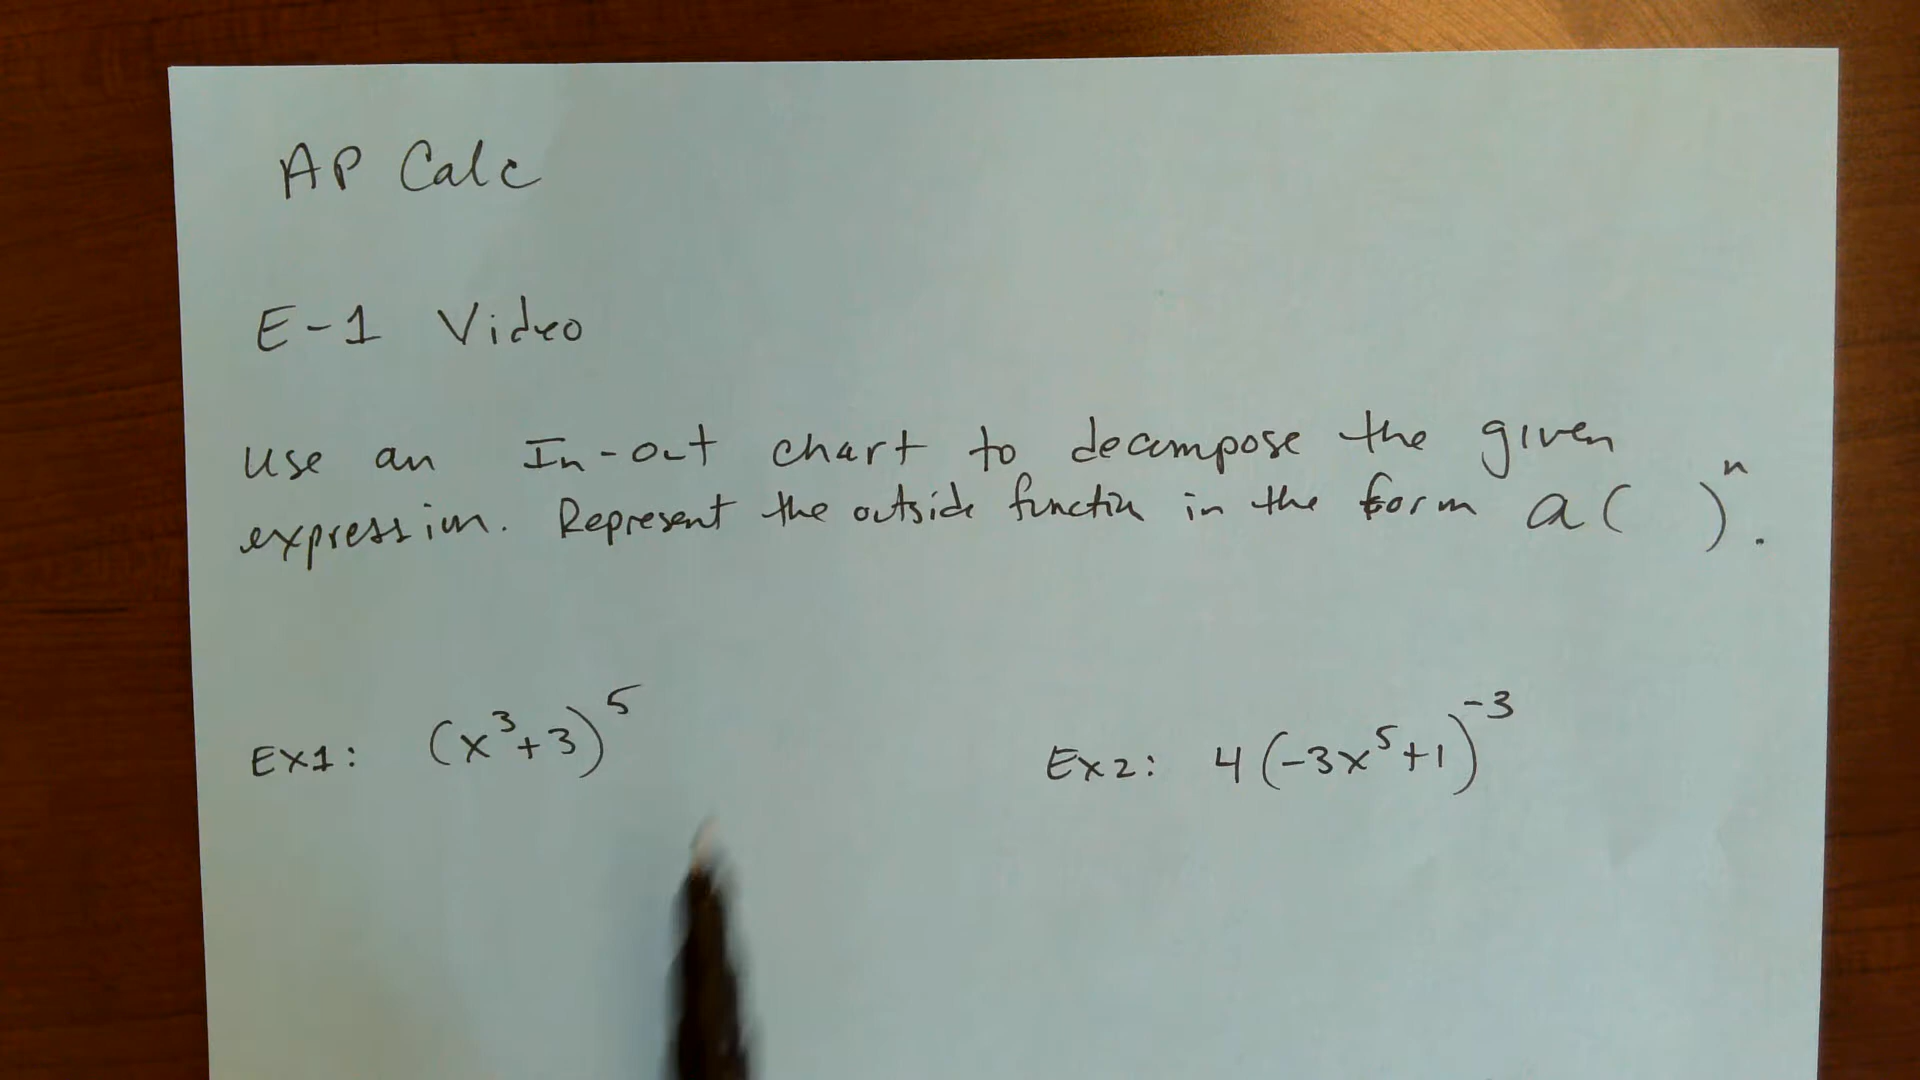 AP Calc
E-1 Video
Use an In-out chart to decompose the given
expression. Represent the outside function in the form a( )ⁿ.
EX1: (x³+3)⁵
Ex2: 4(-3x⁵+1)⁻³